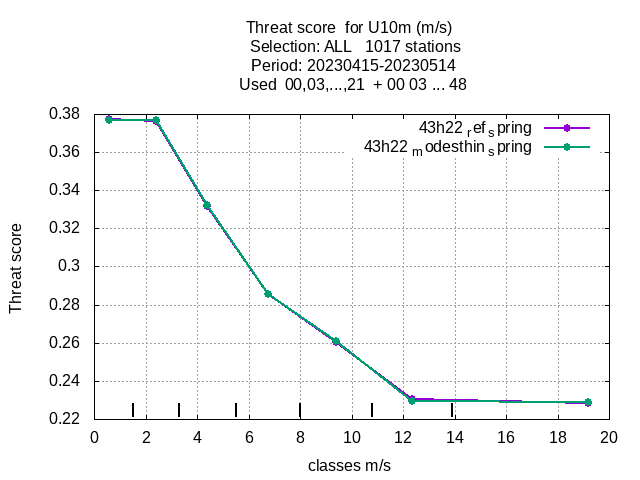 Threat score  for U10m (m/s)
Selection: ALL   1017 stations
Period: 20230415-20230514
Used  00,03,...,21  + 00 03 ... 48
43h22 ref spring
43h22 modesthin spring
0.38
0.36
0.34
0.32
0.3
0.28
0.26
0.24
0.22
Threat score
0 2 4 6 8 10 12 14 16 18 20
classes m/s